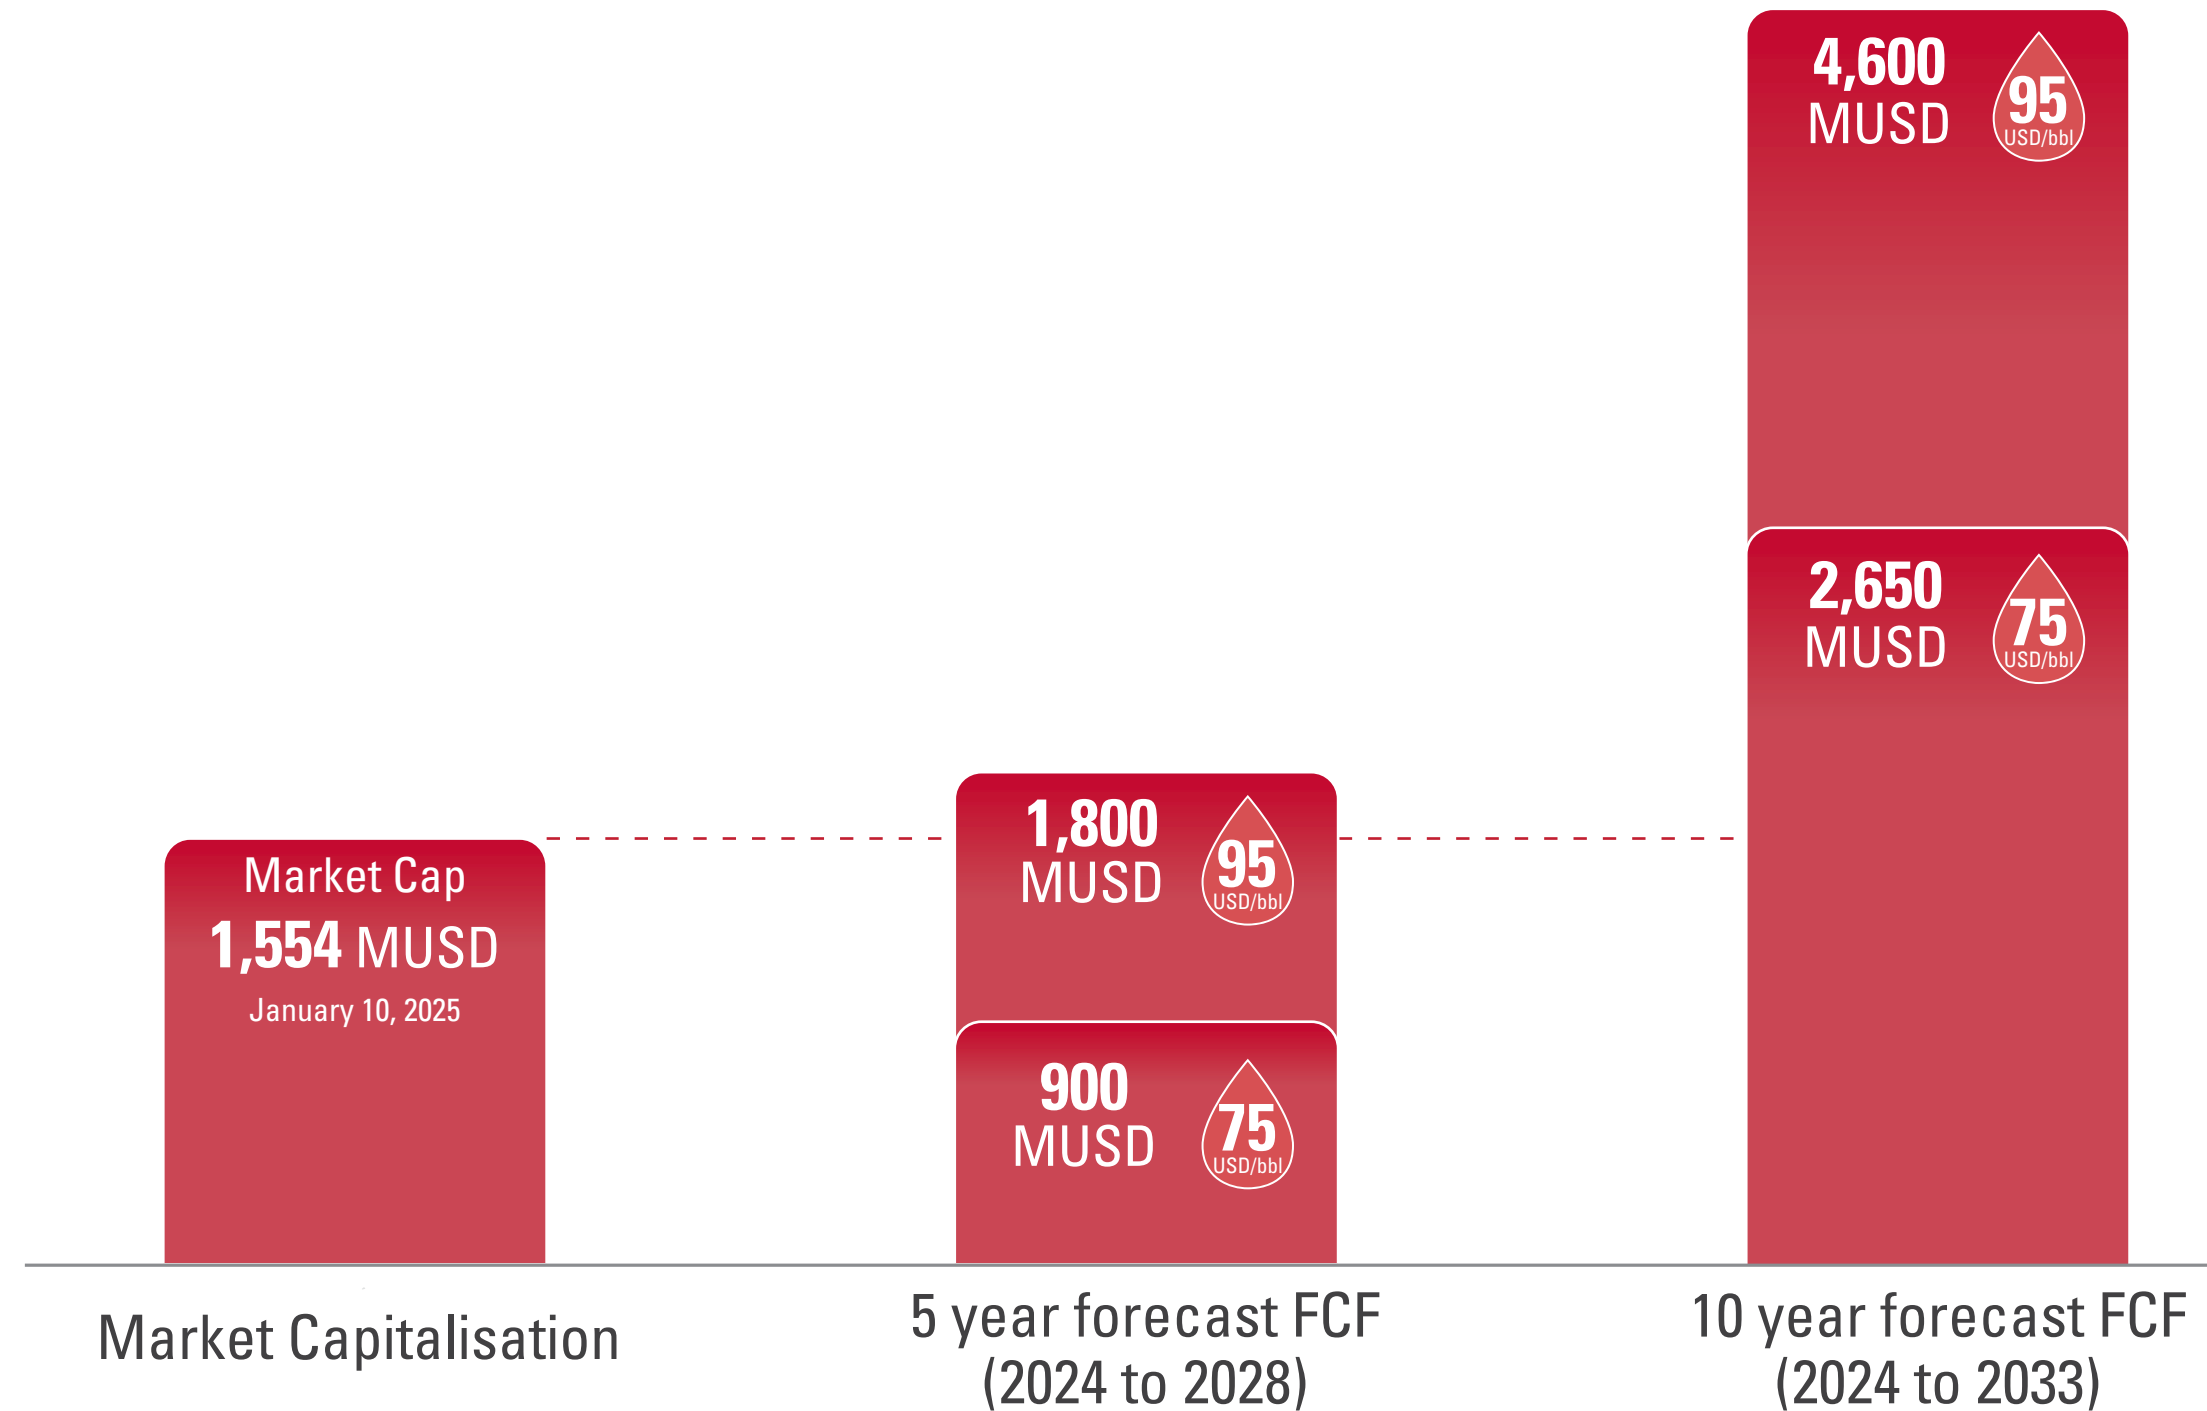 4,600
MUSD
95
USD/bbl
2,650
MUSD
75
USD/bbl
1,800
MUSD
95
USD/bbl
Market Cap
1,554 MUSD
January 10, 2025
900
MUSD
75
USD/bbl
Market Capitalisation
5 year forecast FCF
(2024 to 2028)
10 year forecast FCF
(2024 to 2033)